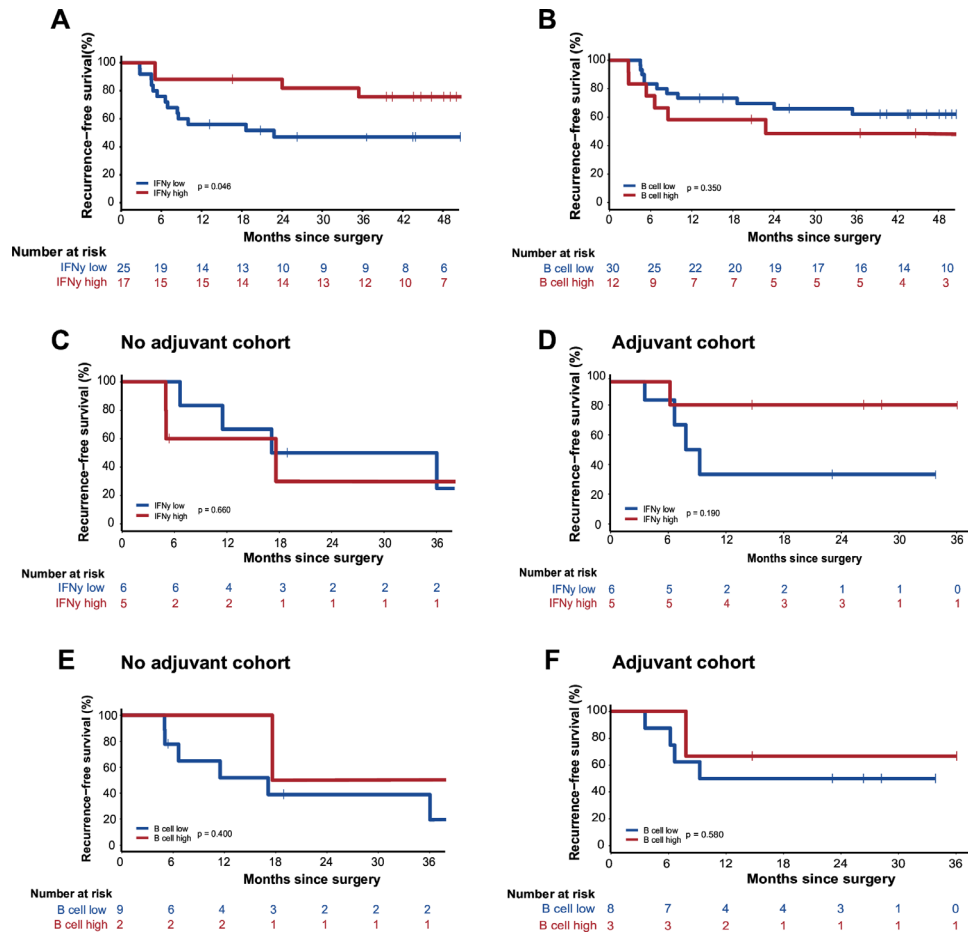 A
Recurrence-free survival(%)
100
80
60
40
20
0
IFNy low
IFNy high
p = 0.046
0 6 12 18 24 30 36 42 48
Months since surgery
Number at risk
IFNy low 25 19 14 13 10 9 9 8 6
IFNy high 17 15 15 14 14 13 12 10 7
B
Recurrence-free survival (%)
100
80
60
40
20
0
B cell low
B cell high
p = 0.350
0 6 12 18 24 30 36 42 48
Months since surgery
Number at risk
B cell low 30 25 22 20 19 17 16 14 10
B cell high 12 9 7 7 5 5 5 4 3
C No adjuvant cohort
Recurrence-free survival (%)
100
80
60
40
20
0
IFNy low
IFNy high
p = 0.660
0 6 12 18 24 30 36
Months since surgery
Number at risk
IFNy low 6 6 4 3 2 2 2
IFNy high 5 2 2 1 1 1 1
D Adjuvant cohort
Recurrence-free survival (%)
100
80
60
40
20
0
IFNy low
IFNy high
p = 0.190
0 6 12 18 24 30 36
Months since surgery
Number at risk
IFNy low 6 5 2 2 1 1 0
IFNy high 5 5 4 3 3 1 1
E No adjuvant cohort
Recurrence-free survival (%)
100
80
60
40
20
0
B cell low
B cell high
p = 0.400
0 6 12 18 24 30 36
Months since surgery
Number at risk
B cell low 9 6 4 3 2 2 2
B cell high 2 2 2 1 1 1 1
F Adjuvant cohort
Recurrence-free survival (%)
100
80
60
40
20
0
B cell low
B cell high
p = 0.580
0 6 12 18 24 30 36
Months since surgery
Number at risk
B cell low 8 7 4 4 3 1 0
B cell high 3 3 2 1 1 1 1